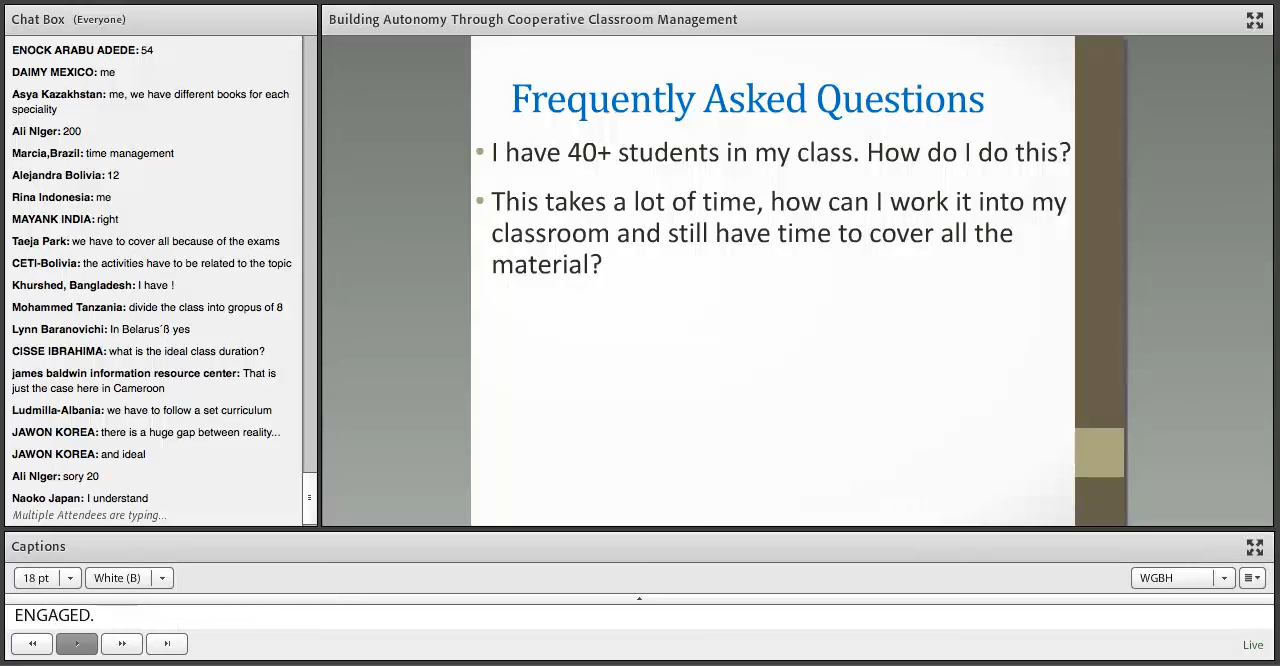 Chat Box (Everyone)
ENOCK ARABU ADEDE: 54
DAIMY MEXICO: me
Asya Kazakhstan: me, we have different books for each
speciality
Ali Niger: 200
Marcia,Brazil: time management
Alejandra Bolivia: 12
Rina Indonesia: me
MAYANK INDIA: right
Taeja Park: we have to cover all because of the exams
CETI-Bolivia: the activities have to be related to the topic
Khurshed, Bangladesh: I have !
Mohammed Tanzania: divide the class into gropus of 8
Lynn Baranovichi: In Belarus´ß yes
CISSE IBRAHIMA: what is the ideal class duration?
james baldwin information resource center: That is
just the case here in Cameroon
Ludmilla-Albania: we have to follow a set curriculum
JAWON KOREA: there is a huge gap between reality...
JAWON KOREA: and ideal
Ali NIger: sory 20
Naoko Japan: I understand
Multiple Attendees are typing...
Building Autonomy Through Cooperative Classroom Management
Frequently Asked Questions
• I have 40+ students in my class. How do I do this?
• This takes a lot of time, how can I work it into my
classroom and still have time to cover all the
material?
Captions
18 pt White (B) WGBH
ENGAGED.
Live